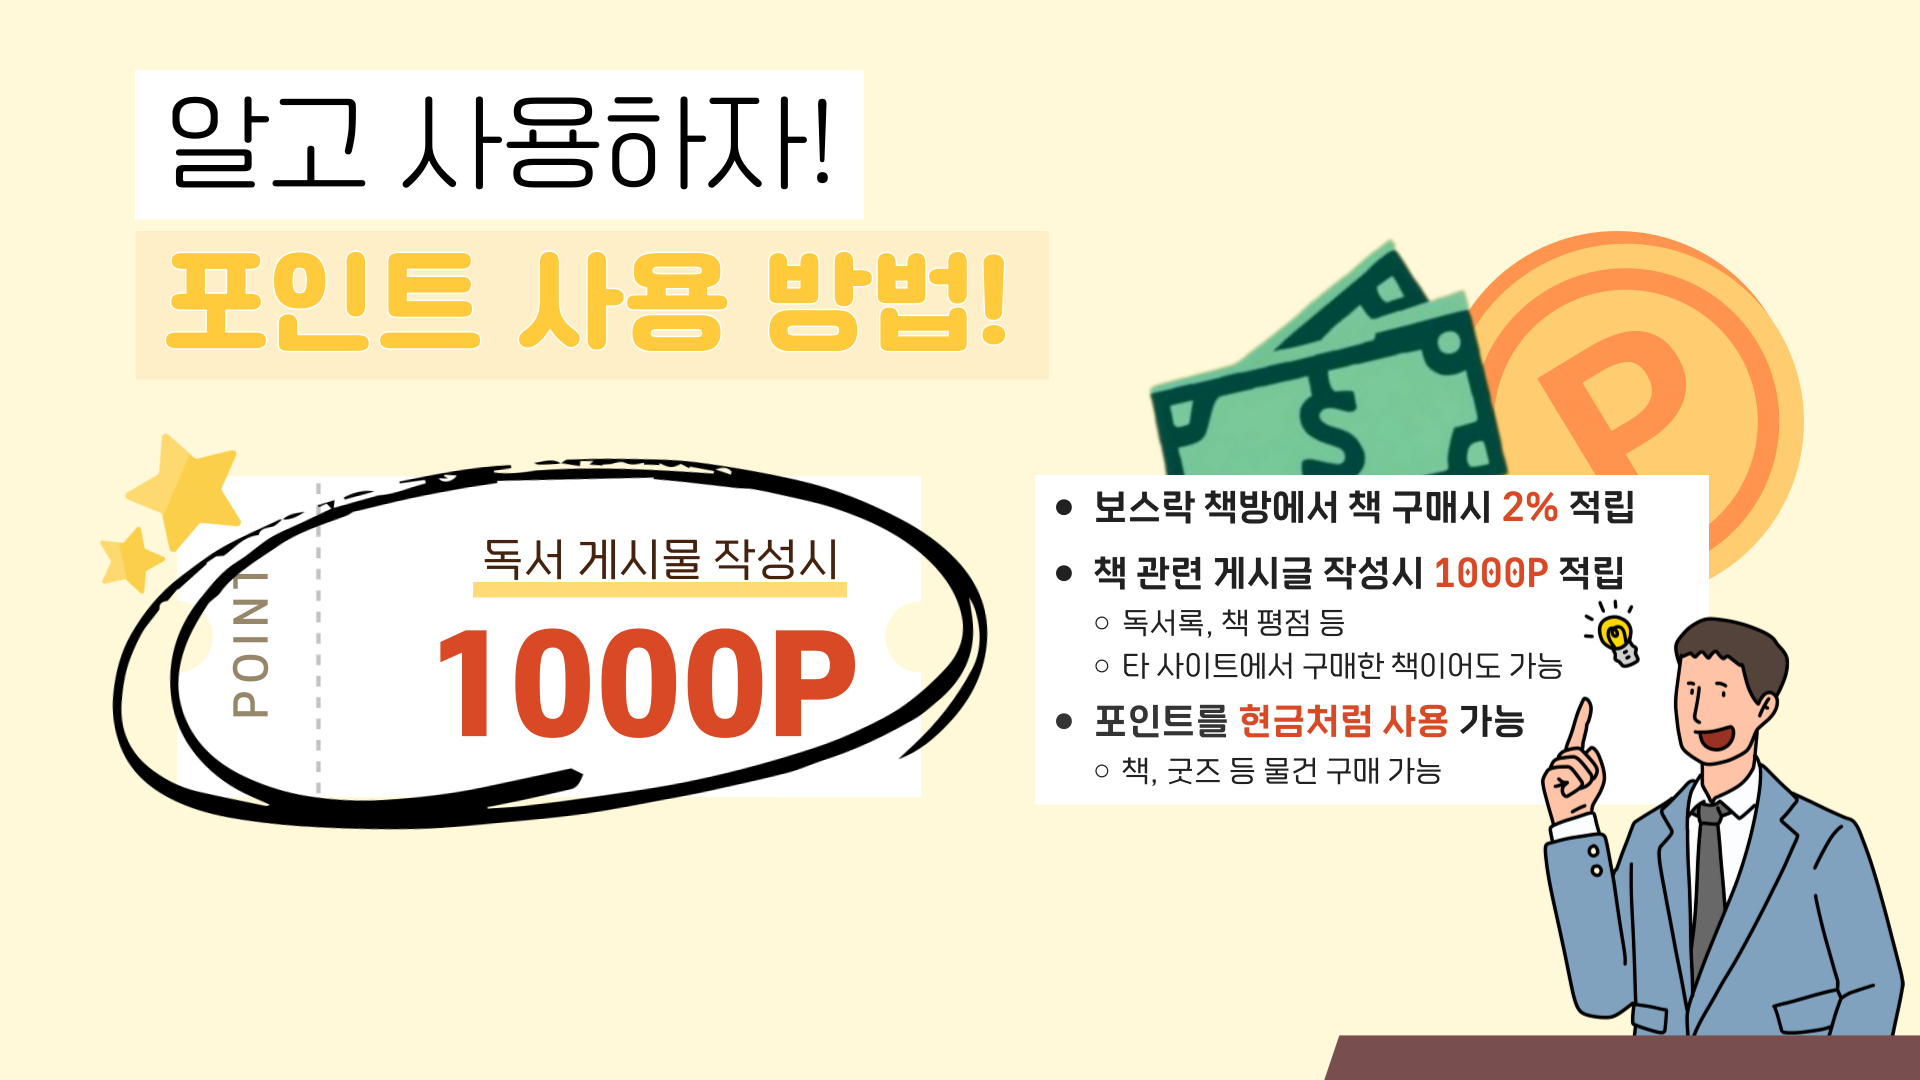 알고 사용하자!
포인트 사용 방법!
POINT
독서 게시물 작성시
1000P
$
P
• 보스락 책방에서 책 구매시 2% 적립
• 책 관련 게시글 작성시 1000P 적립
○ 독서록, 책 평점 등
○ 타 사이트에서 구매한 책이어도 가능
• 포인트를 현금처럼 사용 가능
○ 책, 굿즈 등 물건 구매 가능